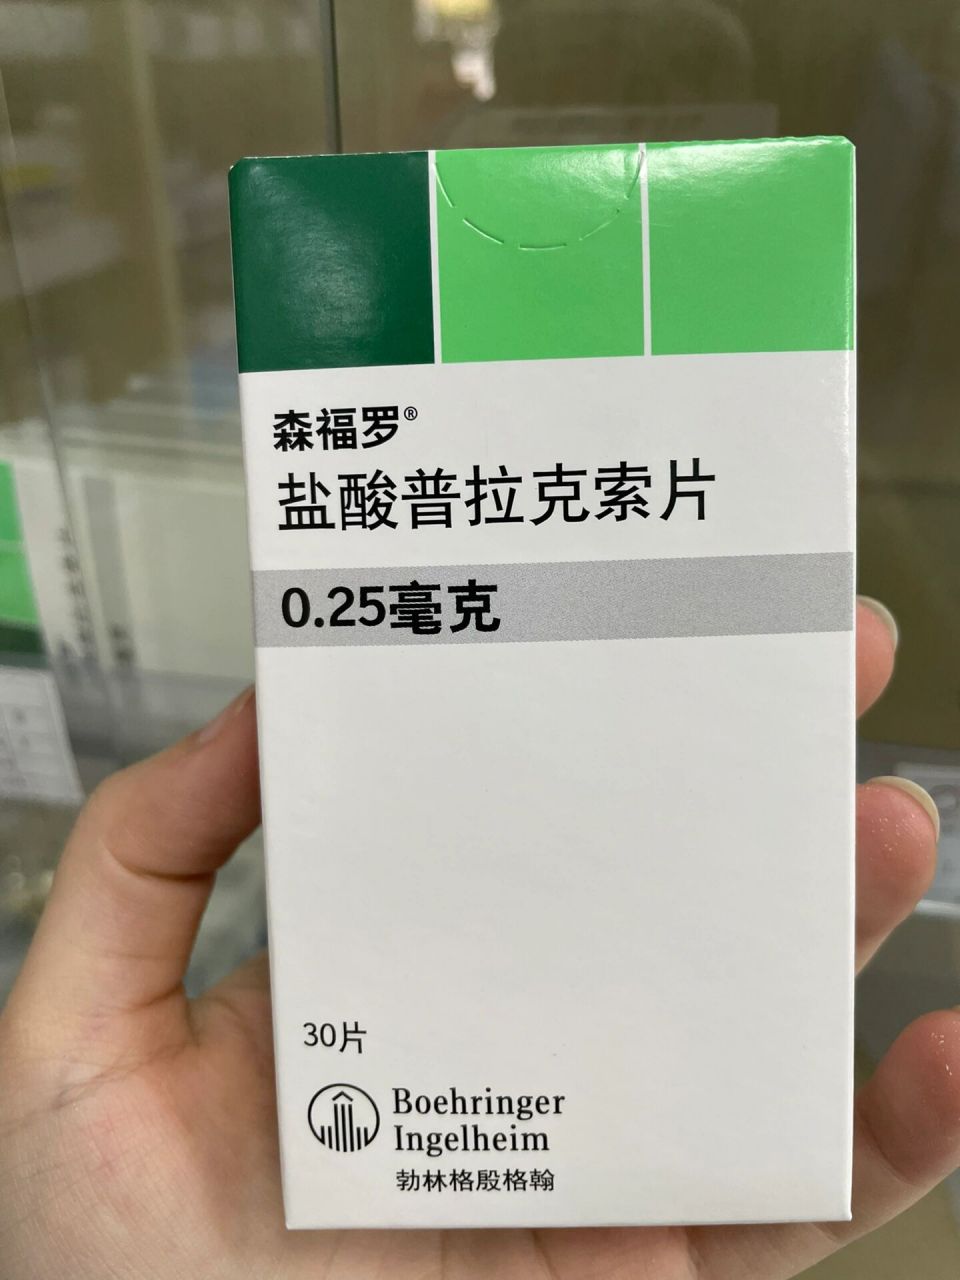 森福罗®
盐酸普拉克索片
0.25毫克
30片
Boehringer
Ingelheim
勃林格殷格翰